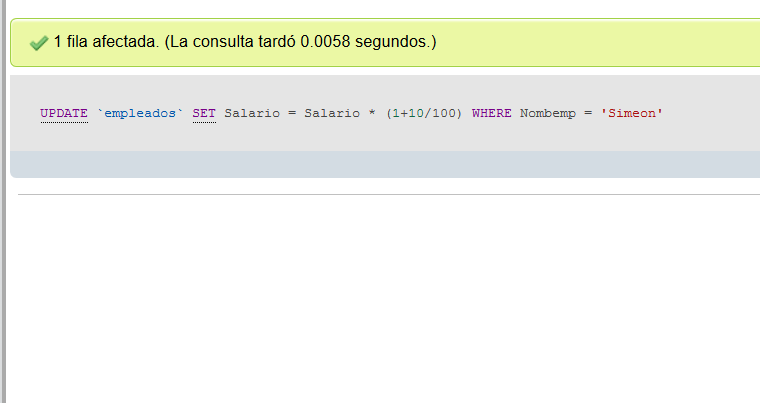 1 fila afectada. (La consulta tardó 0.0058 segundos.)
UPDATE `empleados` SET Salario = Salario * (1+10/100) WHERE Nombemp = 'Simeon'